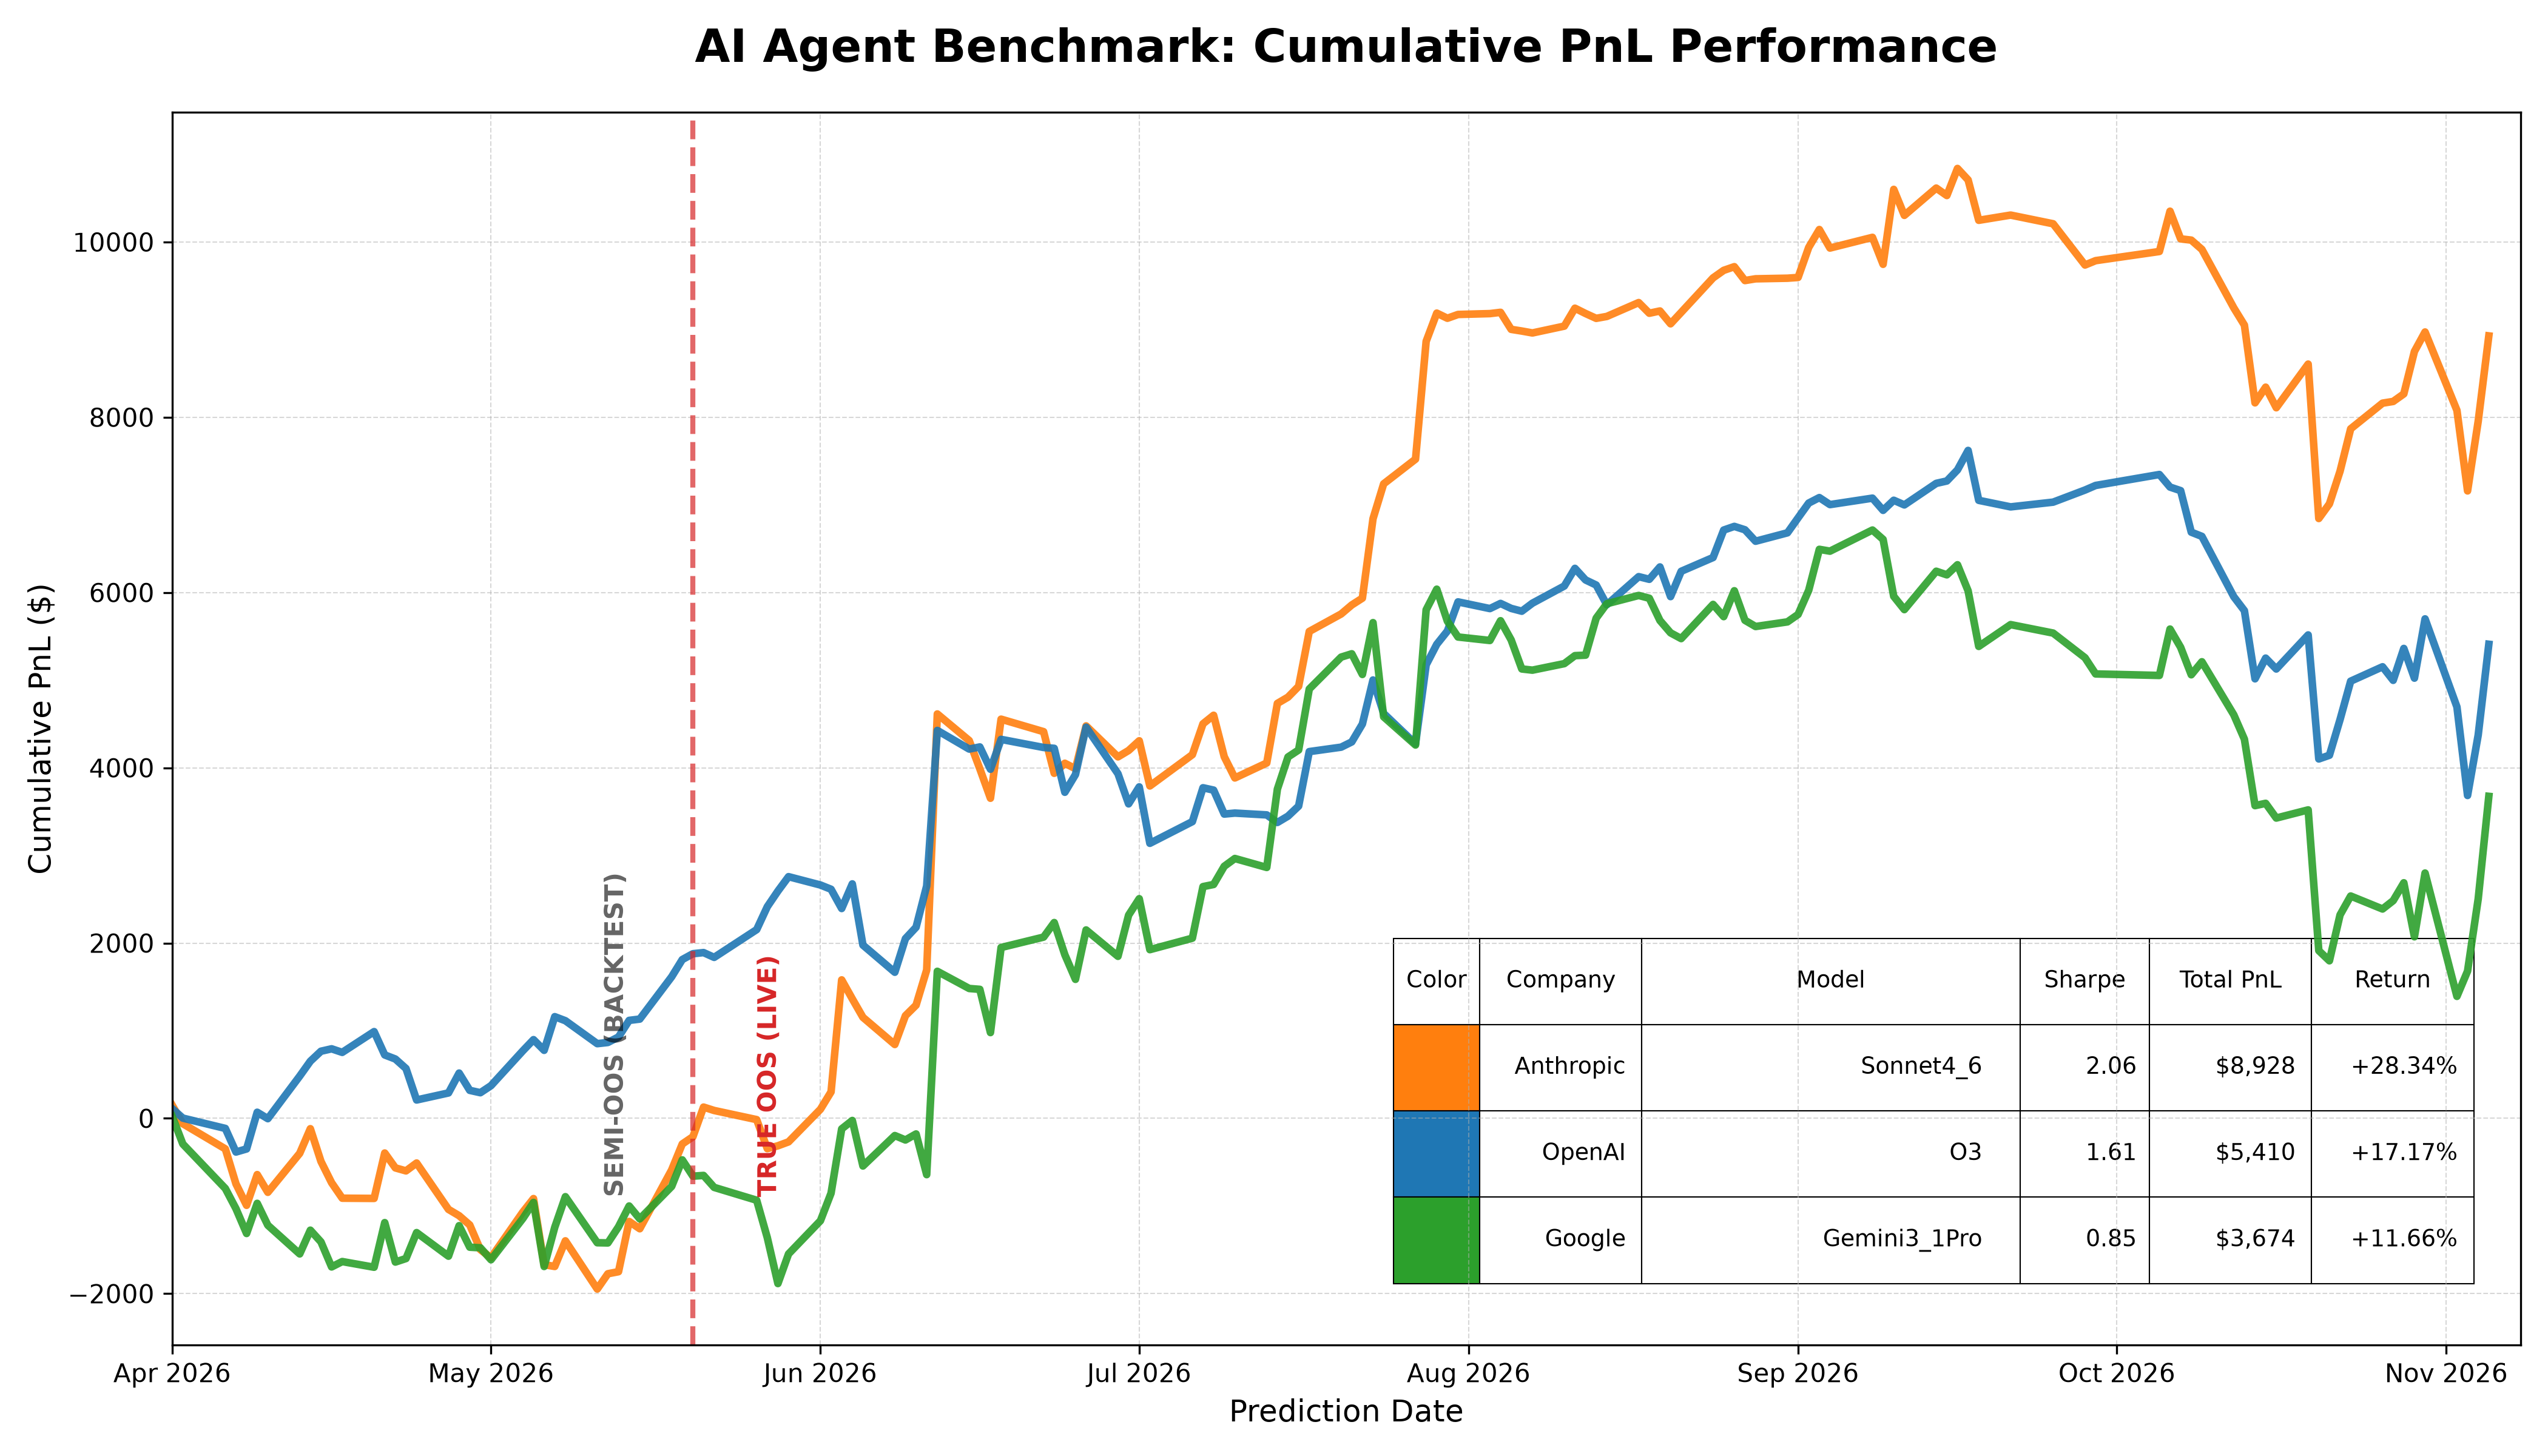 AI Agent Benchmark: Cumulative PnL Performance
Cumulative PnL ($)
10000
8000
6000
4000
2000
0
−2000
SEMI-OOS (BACKTEST)
TRUE OOS (LIVE)
Color Company Model Sharpe Total PnL Return
Anthropic Sonnet4_6 2.06 $8,928 +28.34%
OpenAI O3 1.61 $5,410 +17.17%
Google Gemini3_1Pro 0.85 $3,674 +11.66%
Apr 2026 May 2026 Jun 2026 Jul 2026 Aug 2026 Sep 2026 Oct 2026 Nov 2026
Prediction Date